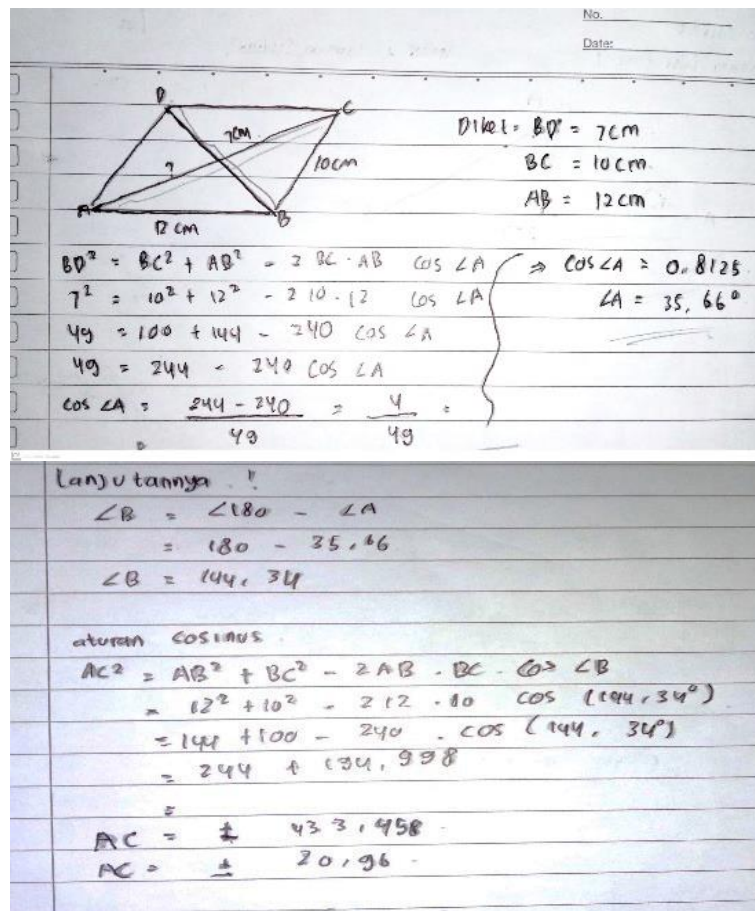 No.
Date:
D
C
7cm
?
10cm
A
B
12 cm
Diket = BD = 7cm
BC = 10cm
AB = 12cm
BD² = BC² + AB² - 2 BC . AB cos ∠A
7² = 10² + 12² - 2 10 . 12 cos ∠A
49 = 100 + 144 - 240 cos ∠A
49 = 244 - 240 cos ∠A
cos ∠A = 244 - 240 / 49 = 4 / 49 =
⇒ cos ∠A = 0,8125
∠A = 35,66°
Lanjutannya !
∠B = ∠180 - ∠A
= 180 - 35,66
∠B = 144,34
aturan cosinus
AC² = AB² + BC² - 2AB . BC . Cos ∠B
= 12² + 10² - 2 12 . 10 cos (144,34°)
= 144 + 100 - 240 . cos (144,34°)
= 244 + 194,998
=
AC = ± 433,958
AC = ± 20,96